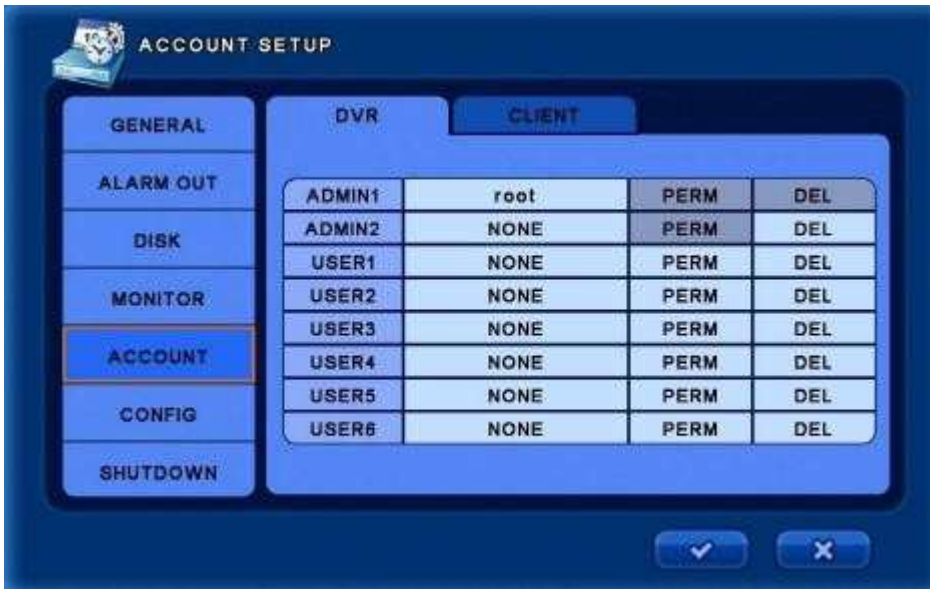 ACCOUNT SETUP
GENERAL
ALARM OUT
DISK
MONITOR
ACCOUNT
CONFIG
SHUTDOWN
DVR CLIENT
ADMIN1 root PERM DEL
ADMIN2 NONE PERM DEL
USER1 NONE PERM DEL
USER2 NONE PERM DEL
USER3 NONE PERM DEL
USER4 NONE PERM DEL
USER5 NONE PERM DEL
USER6 NONE PERM DEL